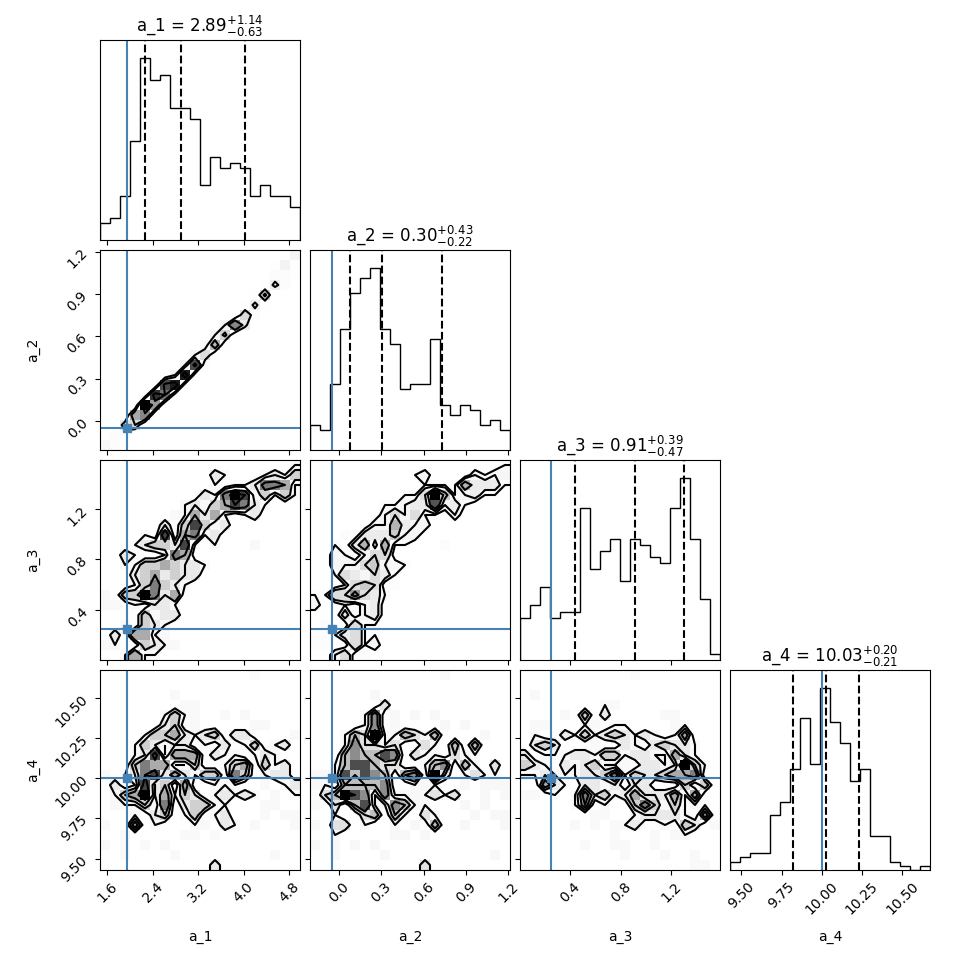 a_1 = 2.89+1.14−0.63
a_2 = 0.30+0.43−0.22
a_3 = 0.91+0.39−0.47
a_4 = 10.03+0.20−0.21
1.2
0.9
0.6
0.3
0.0
a_2
1.2
0.8
0.4
a_3
10.50
10.25
10.00
9.75
9.50
a_4
1.6 2.4 3.2 4.0 4.8
0.0 0.3 0.6 0.9 1.2
0.4 0.8 1.2
9.50 9.75 10.00 10.25 10.50
a_1 a_2 a_3 a_4